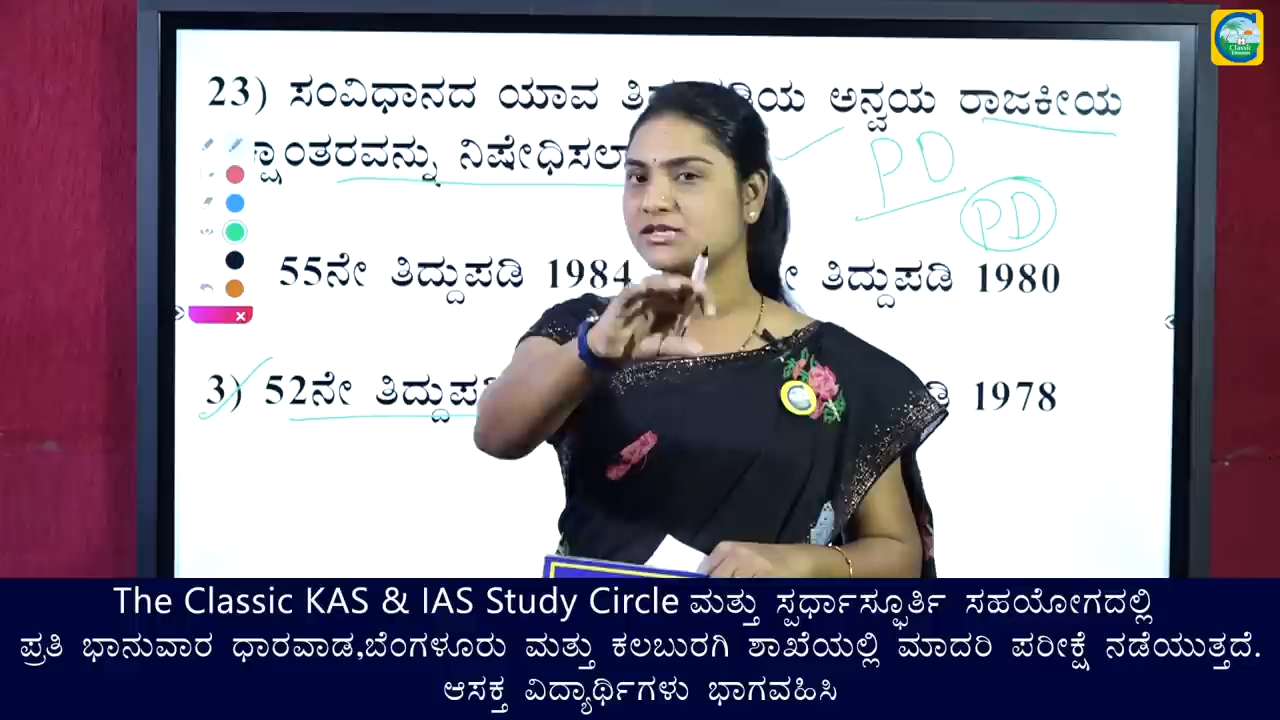 23) ಸಂವಿಧಾನದ ಯಾವ ಅನ್ವಯ ರಾಜಕೀಯ
ನಿಷೇಧಿಸಲಾ
PD
PD
55ನೇ ತಿದ್ದುಪಡಿ 1984 ತಿದ್ದುಪಡಿ 1980
3) 52ನೇ 1978
Classic
The Classic KAS & IAS Study Circle ಮತ್ತು ಸ್ಪರ್ಧಾಸ್ಫೂರ್ತಿ ಸಹಯೋಗದಲ್ಲಿ
ಪ್ರತಿ ಭಾನುವಾರ ಧಾರವಾಡ,ಬೆಂಗಳೂರು ಮತ್ತು ಕಲಬುರಗಿ ಶಾಖೆಯಲ್ಲಿ ಮಾದರಿ ಪರೀಕ್ಷೆ ನಡೆಯುತ್ತದೆ.
ಆಸಕ್ತ ವಿದ್ಯಾರ್ಥಿಗಳು ಭಾಗವಹಿಸಿ